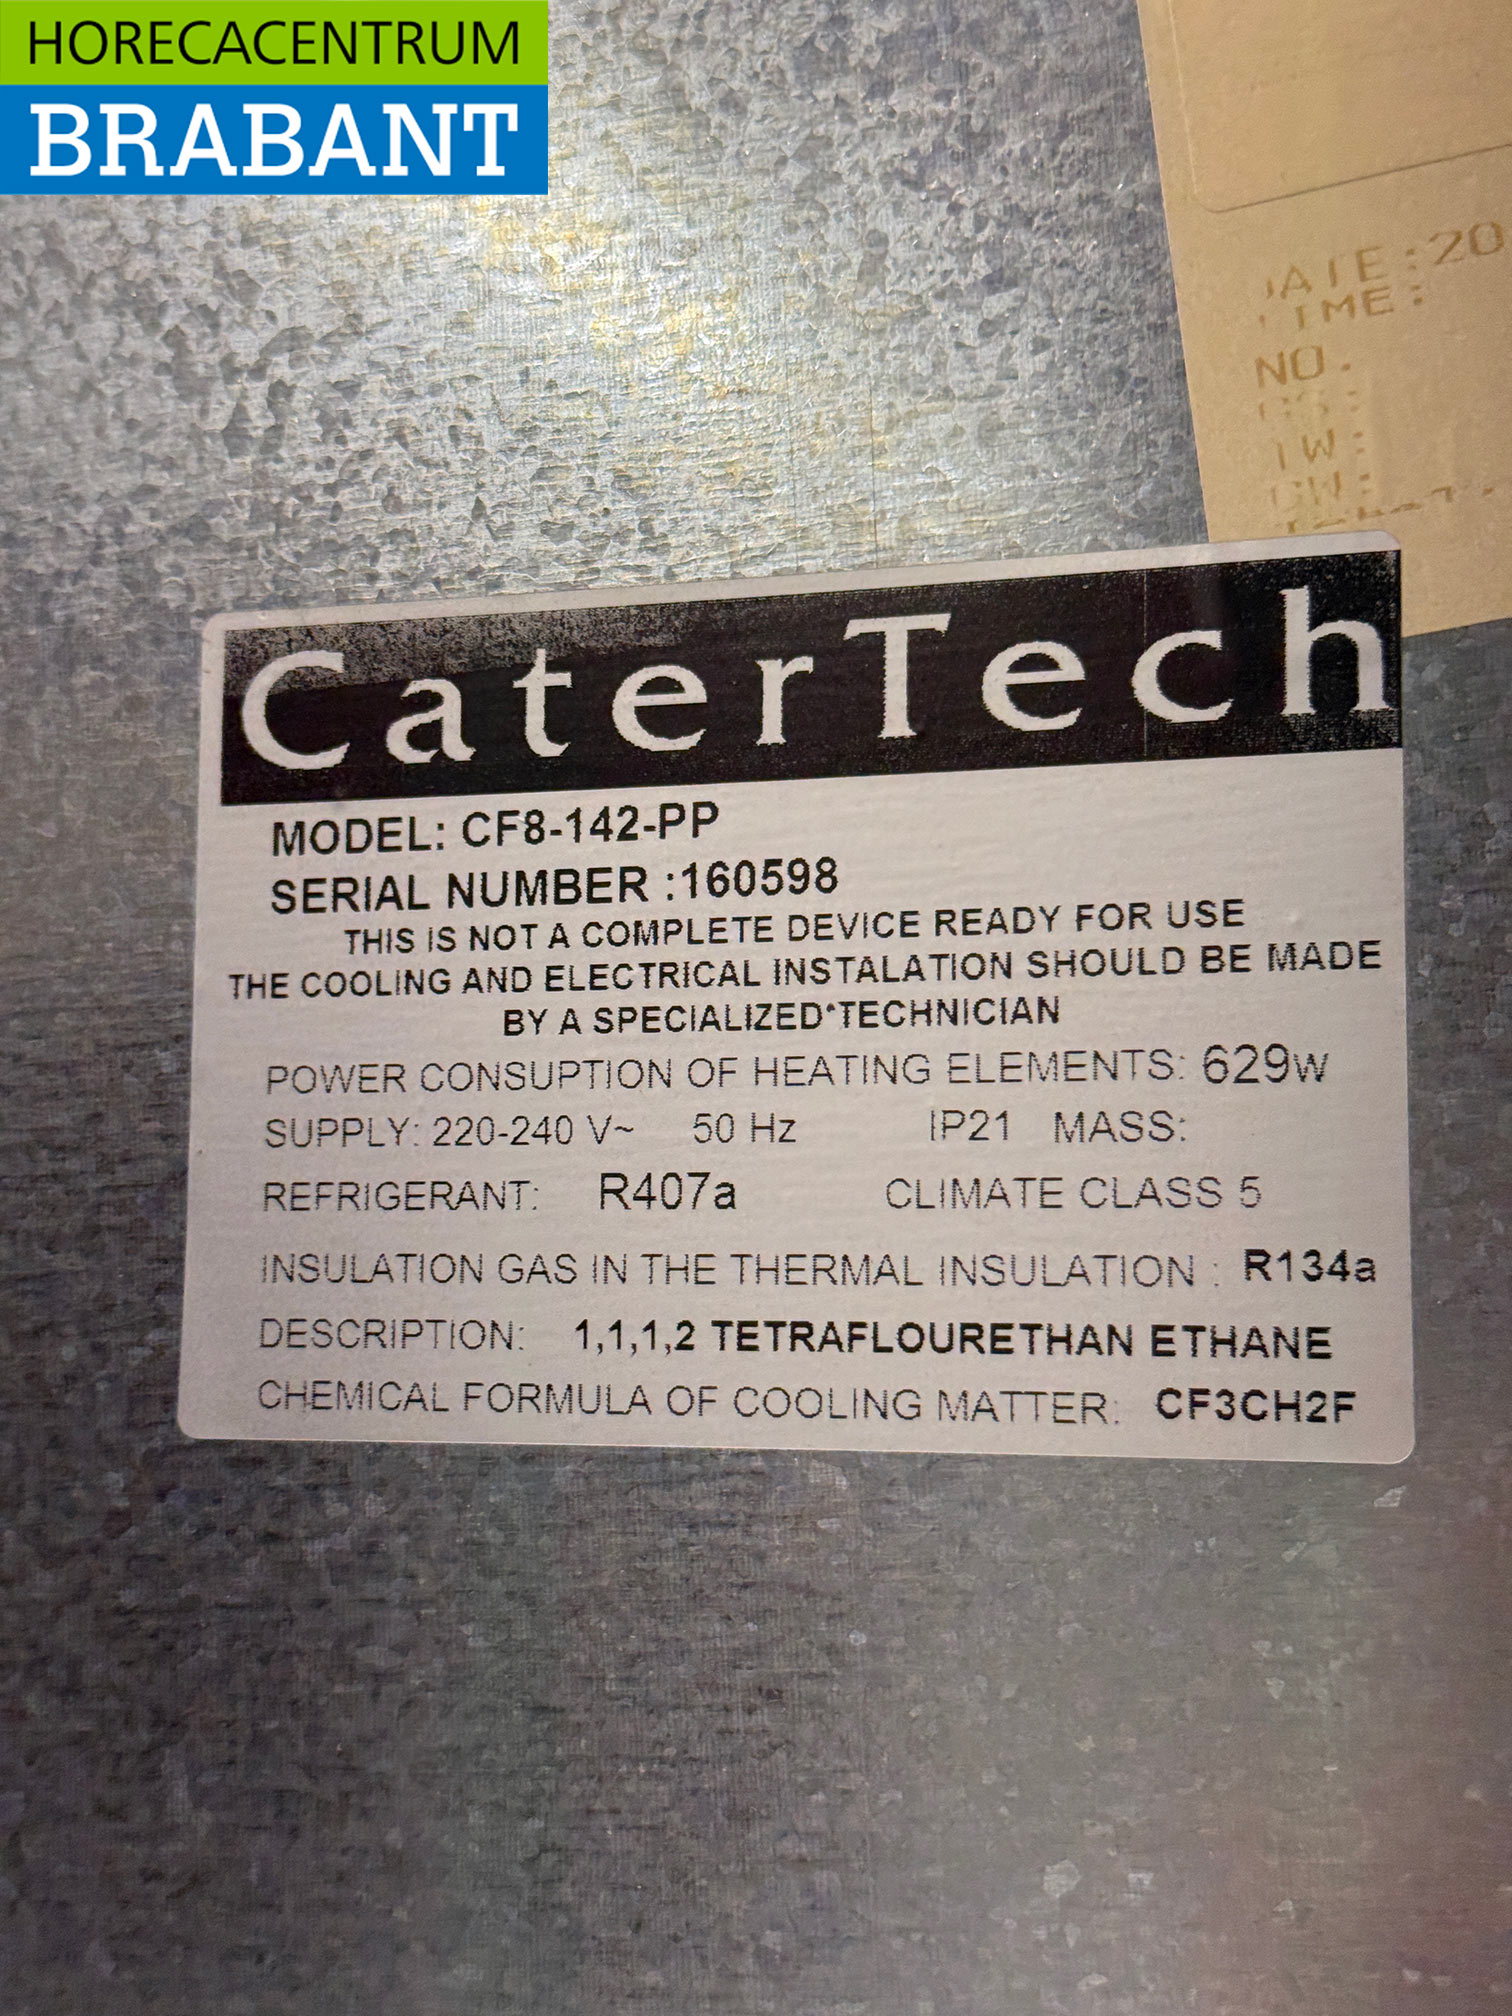 HORECACENTRUM
BRABANT
DATE:20
TIME:
NO.
CaterTech
MODEL: CF8-142-PP
SERIAL NUMBER :160598
THIS IS NOT A COMPLETE DEVICE READY FOR USE
THE COOLING AND ELECTRICAL INSTALATION SHOULD BE MADE
BY A SPECIALIZED*TECHNICIAN
POWER CONSUPTION OF HEATING ELEMENTS: 629w
SUPPLY: 220-240 V~ 50 Hz IP21 MASS:
REFRIGERANT: R407a CLIMATE CLASS 5
INSULATION GAS IN THE THERMAL INSULATION : R134a
DESCRIPTION: 1,1,1,2 TETRAFLOURETHAN ETHANE
CHEMICAL FORMULA OF COOLING MATTER: CF3CH2F